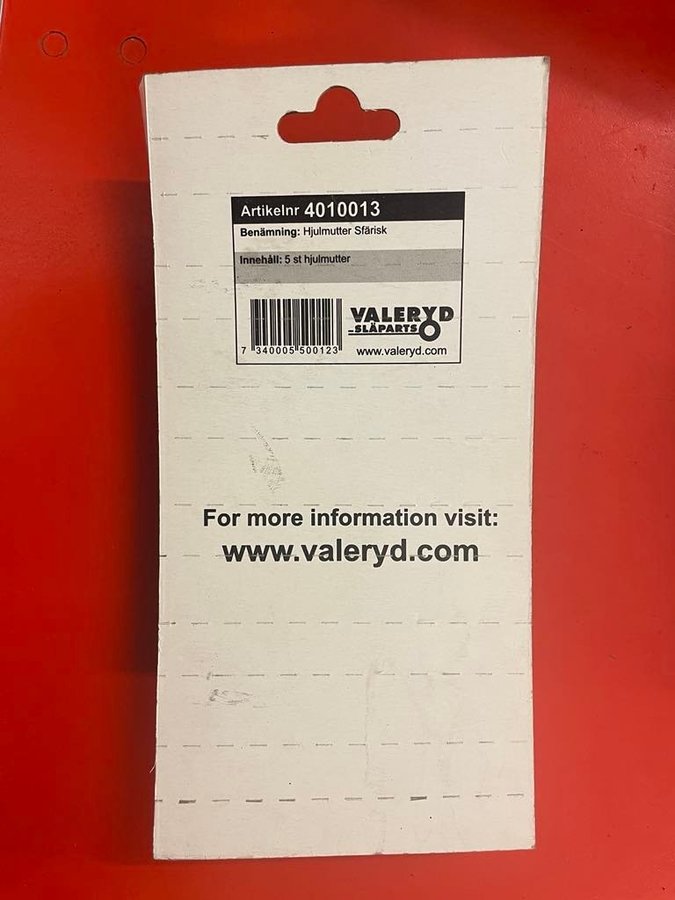 Artikelnr 4010013
Benämning: Hjulmutter Sfärisk
Innehåll: 5 st hjulmutter
VALERYD
SLÄPARTS
7 340005 500123
www.valeryd.com
For more information visit:
www.valeryd.com